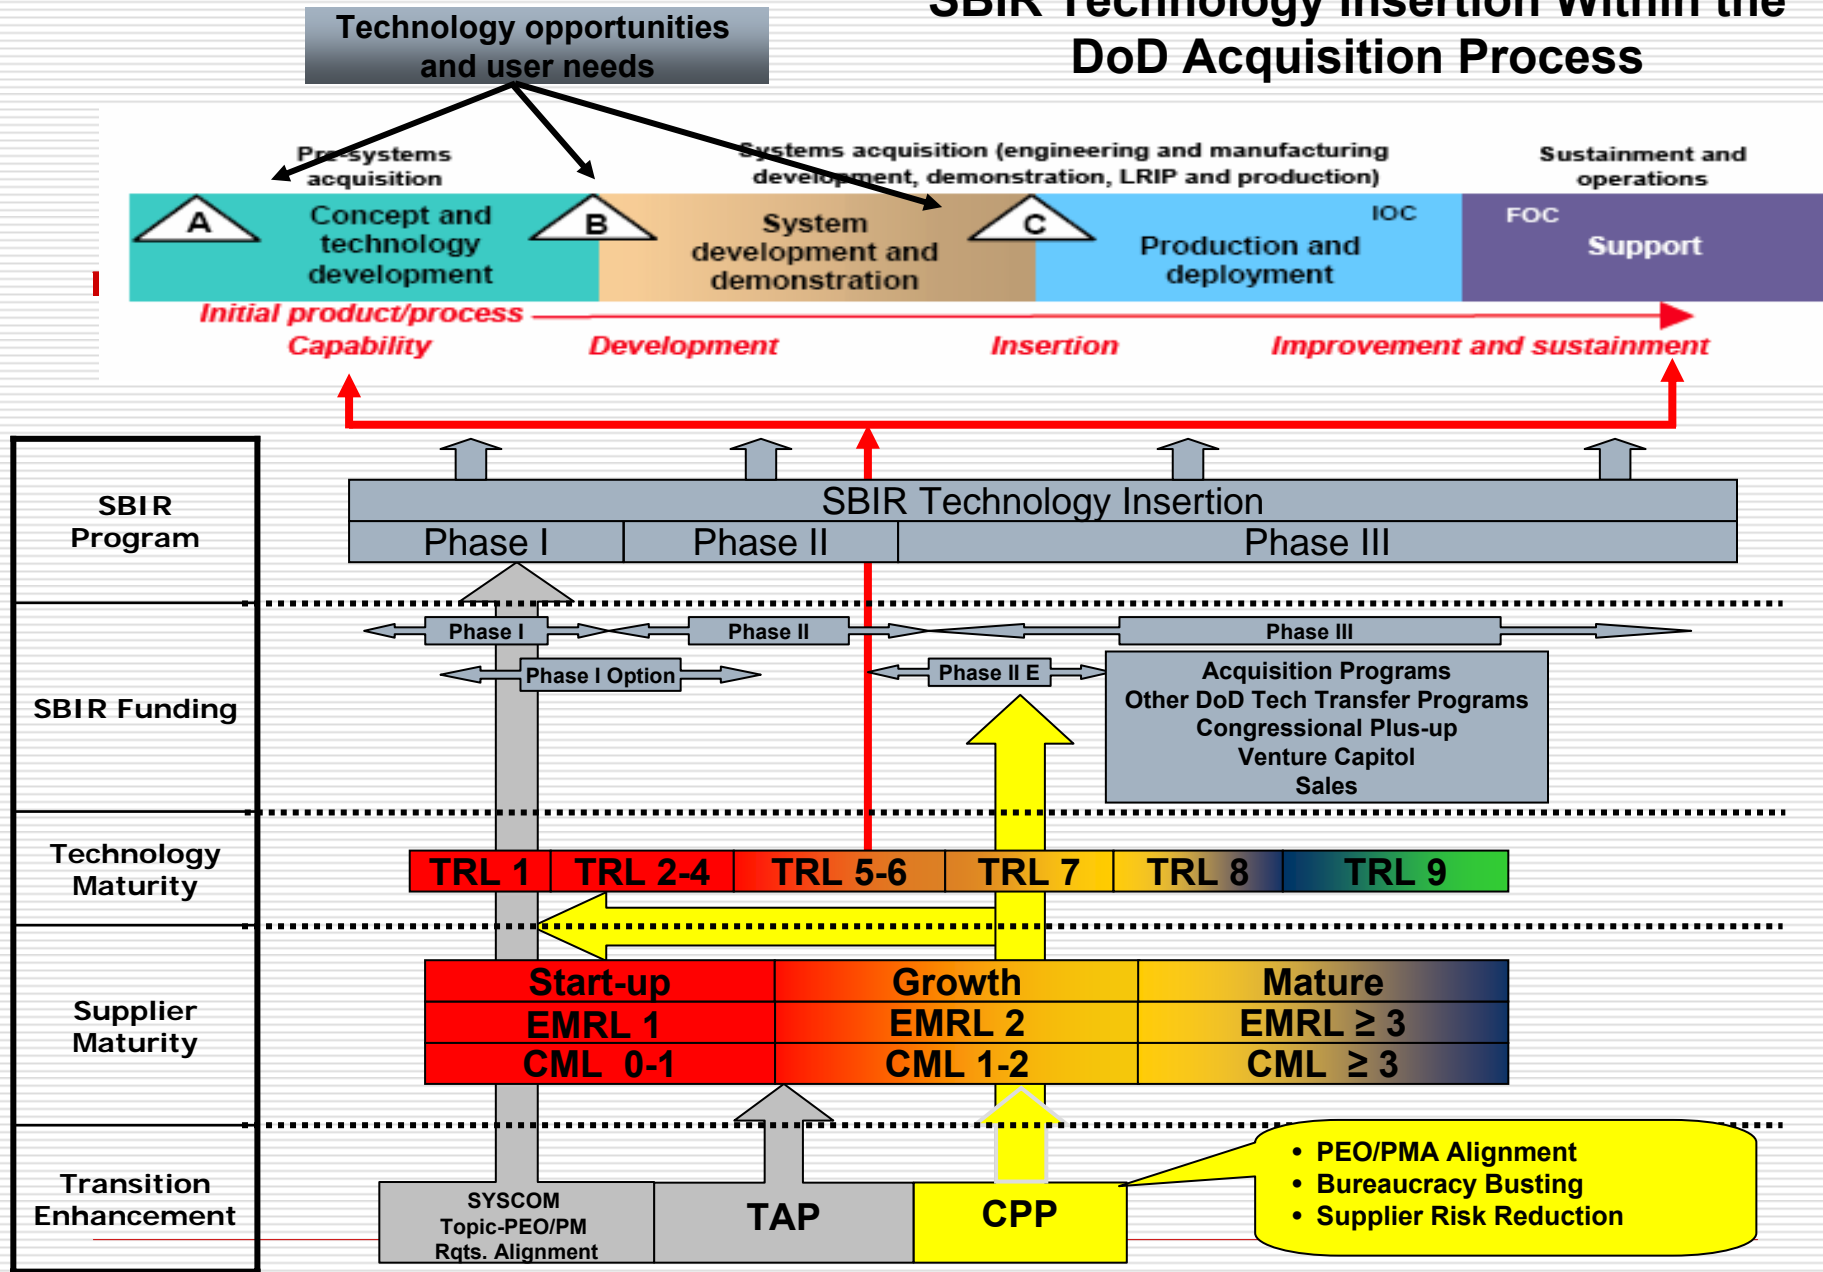 SBIR Technology Insertion Within the
DoD Acquisition Process
Technology opportunities
and user needs
Pre-systems
acquisition
Systems acquisition (engineering and manufacturing
development, demonstration, LRIP and production)
Sustainment and
operations
A
Concept and
technology
development
B
System
development and
demonstration
C
Production and
deployment
IOC
FOC
Support
Initial product/process
Capability
Development
Insertion
Improvement and sustainment
SBIR
Program
SBIR Technology Insertion
Phase I
Phase II
Phase III
SBIR Funding
Phase I
Phase II
Phase III
Phase I Option
Phase II E
Acquisition Programs
Other DoD Tech Transfer Programs
Congressional Plus-up
Venture Capitol
Sales
Technology
Maturity
TRL 1
TRL 2-4
TRL 5-6
TRL 7
TRL 8
TRL 9
Supplier
Maturity
Start-up
Growth
Mature
EMRL 1
EMRL 2
EMRL ≥ 3
CML 0-1
CML 1-2
CML ≥ 3
Transition
Enhancement
SYSCOM
Topic-PEO/PM
Rqts. Alignment
TAP
CPP
• PEO/PMA Alignment
• Bureaucracy Busting
• Supplier Risk Reduction